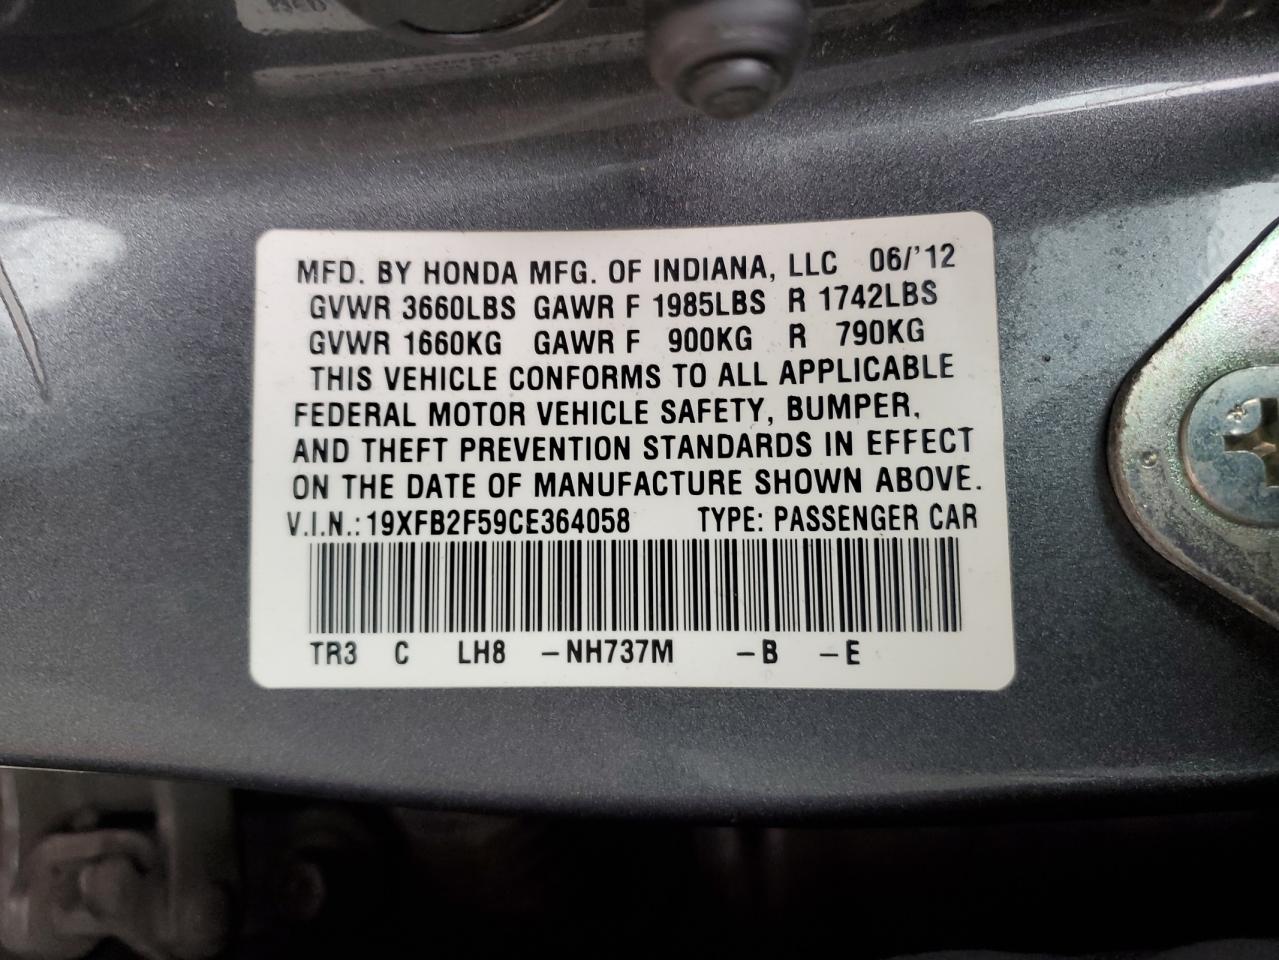 MFD. BY HONDA MFG. OF INDIANA, LLC 06/'12
GVWR 3660LBS GAWR F 1985LBS R 1742LBS
GVWR 1660KG GAWR F 900KG R 790KG
THIS VEHICLE CONFORMS TO ALL APPLICABLE
FEDERAL MOTOR VEHICLE SAFETY, BUMPER,
AND THEFT PREVENTION STANDARDS IN EFFECT
ON THE DATE OF MANUFACTURE SHOWN ABOVE.
V.I.N.: 19XFB2F59CE364058 TYPE: PASSENGER CAR
TR3 C LH8 -NH737M -B -E